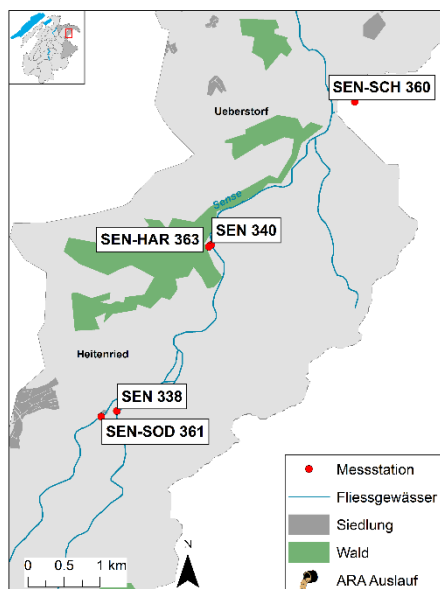 SEN-SCH 360
Ueberstorf
Sense
SEN-HAR 363
SEN 340
Heitenried
SEN 338
SEN-SOD 361
Messstation
Fliessgewässer
Siedlung
Wald
ARA Auslauf
N
0 0.5 1 km